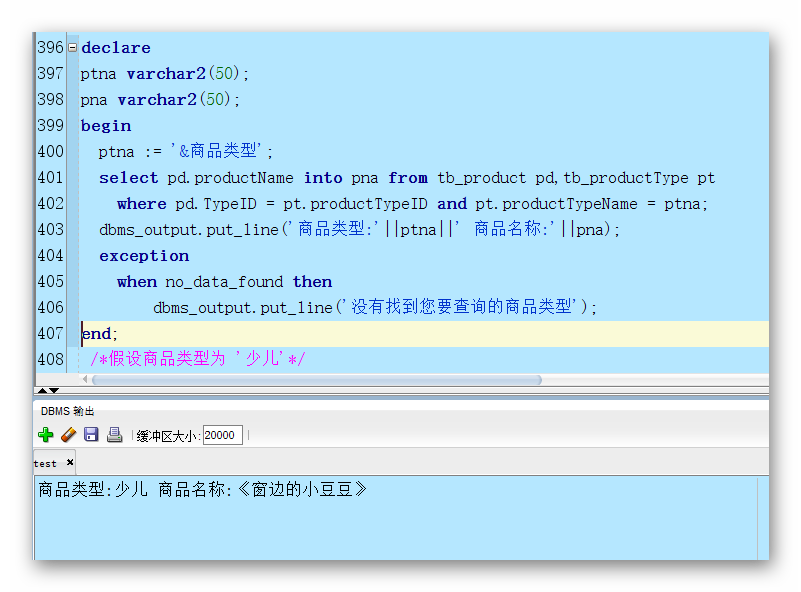 396 declare
397 ptna varchar2(50);
398 pna varchar2(50);
399 begin
400 ptna := '&商品类型';
401 select pd.productName into pna from tb_product pd,tb_productType pt
402 where pd.TypeID = pt.productTypeID and pt.productTypeName = ptna;
403 dbms_output.put_line('商品类型:'||ptna||' 商品名称:'||pna);
404 exception
405 when no_data_found then
406 dbms_output.put_line('没有找到您要查询的商品类型');
407 end;
408 /*假设商品类型为 '少儿'*/
DBMS 输出
缓冲区大小: 20000
test ×
商品类型:少儿 商品名称:《窗边的小豆豆》